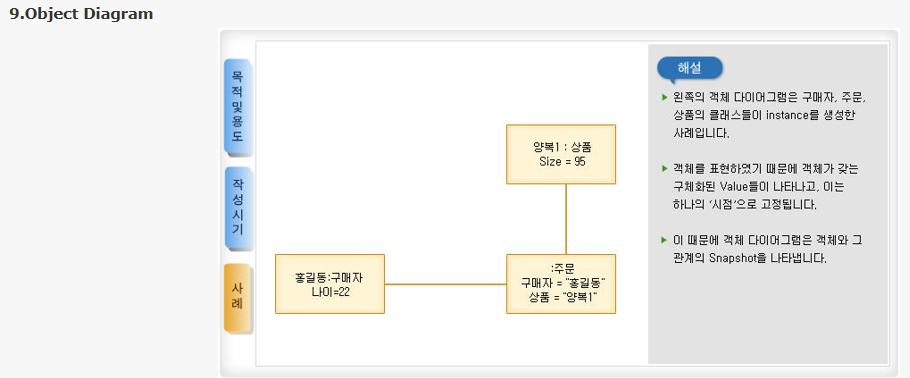 9.Object Diagram
목적및용도
작성시기
사례
양복1 : 상품
Size = 95
홍길동:구매자
나이=22
:주문
구매자 = "홍길동"
상품 = "양복1"
해설
왼쪽의 객체 다이어그램은 구매자, 주문,
상품의 클래스들이 instance를 생성한
사례입니다.
객체를 표현하였기 때문에 객체가 갖는
구체화된 Value들이 나타나고, 이는
하나의 '시점'으로 고정됩니다.
이 때문에 객체 다이어그램은 객체와 그
관계의 Snapshot을 나타냅니다.